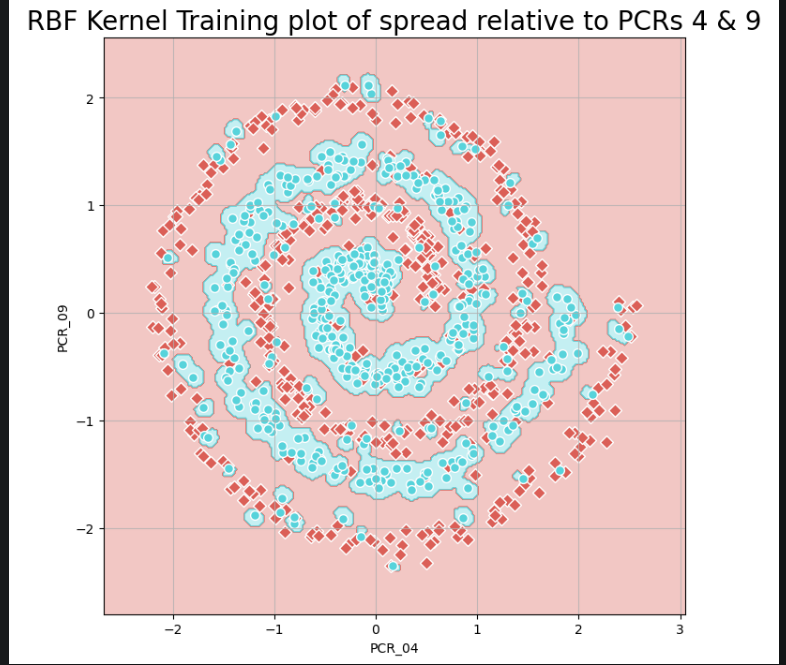 RBF Kernel Training plot of spread relative to PCRs 4 & 9
2
1
0
−1
−2
PCR_09
−2 −1 0 1 2 3
PCR_04